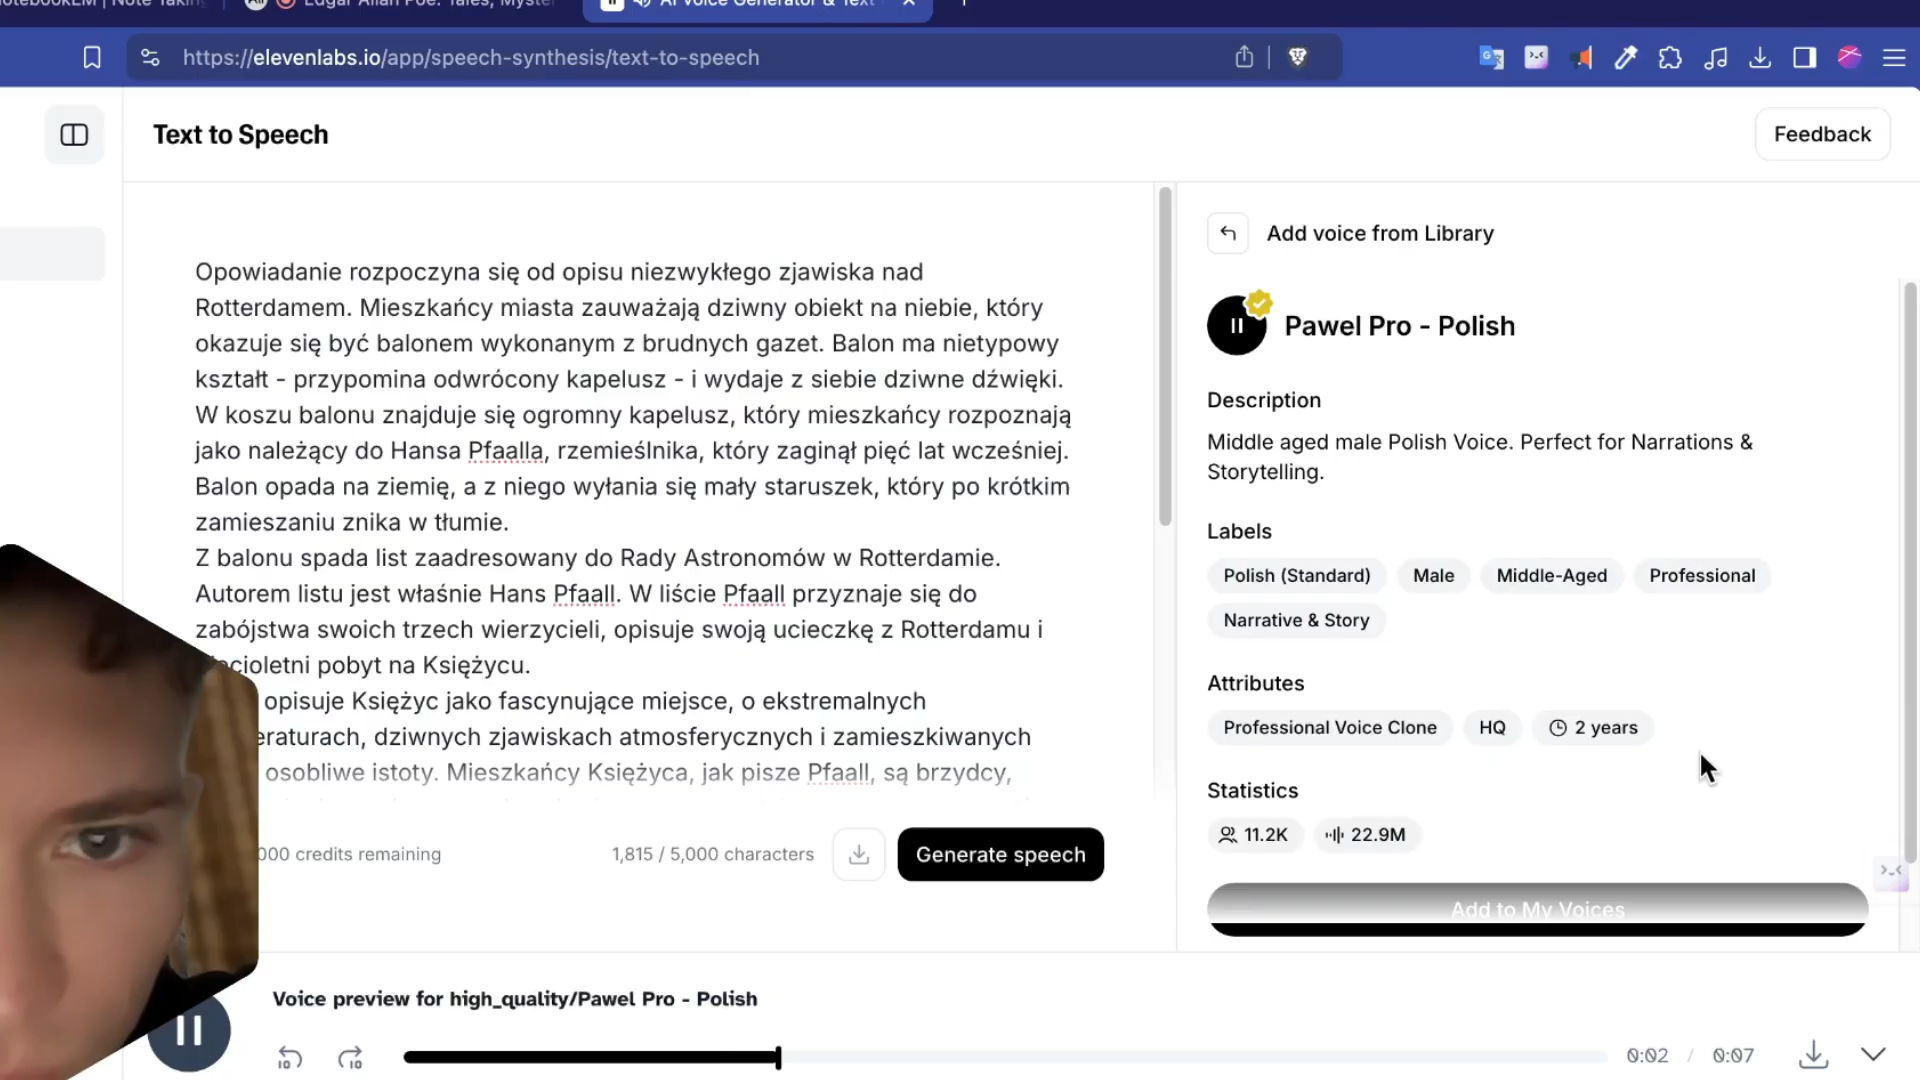 https://elevenlabs.io/app/speech-synthesis/text-to-speech
Text to Speech
Feedback
Opowiadanie rozpoczyna się od opisu niezwykłego zjawiska nad
Rotterdamem. Mieszkańcy miasta zauważają dziwny obiekt na niebie, który
okazuje się być balonem wykonanym z brudnych gazet. Balon ma nietypowy
kształt - przypomina odwrócony kapelusz - i wydaje z siebie dziwne dźwięki.
W koszu balonu znajduje się ogromny kapelusz, który mieszkańcy rozpoznają
jako należący do Hansa Pfaalla, rzemieślnika, który zaginął pięć lat wcześniej.
Balon opada na ziemię, a z niego wyłania się mały staruszek, który po krótkim
zamieszaniu znika w tłumie.
Z balonu spada list zaadresowany do Rady Astronomów w Rotterdamie.
Autorem listu jest właśnie Hans Pfaall. W liście Pfaall przyznaje się do
zabójstwa swoich trzech wierzycieli, opisuje swoją ucieczkę z Rotterdamu i
pobyt na Księżycu.
opisuje Księżyc jako fascynujące miejsce, o ekstremalnych
dziwnych zjawiskach atmosferycznych i zamieszkiwanych
osobliwe istoty. Mieszkańcy Księżyca, jak pisze Pfaall, są brzydcy,
credits remaining
1,815 / 5,000 characters
Generate speech
Add voice from Library
Pawel Pro - Polish
Description
Middle aged male Polish Voice. Perfect for Narrations &
Storytelling.
Labels
Polish (Standard)
Male
Middle-Aged
Professional
Narrative & Story
Attributes
Professional Voice Clone
HQ
2 years
Statistics
11.2K
22.9M
Add to My Voices
Voice preview for high_quality/Pawel Pro - Polish
10
10
0:02 / 0:07